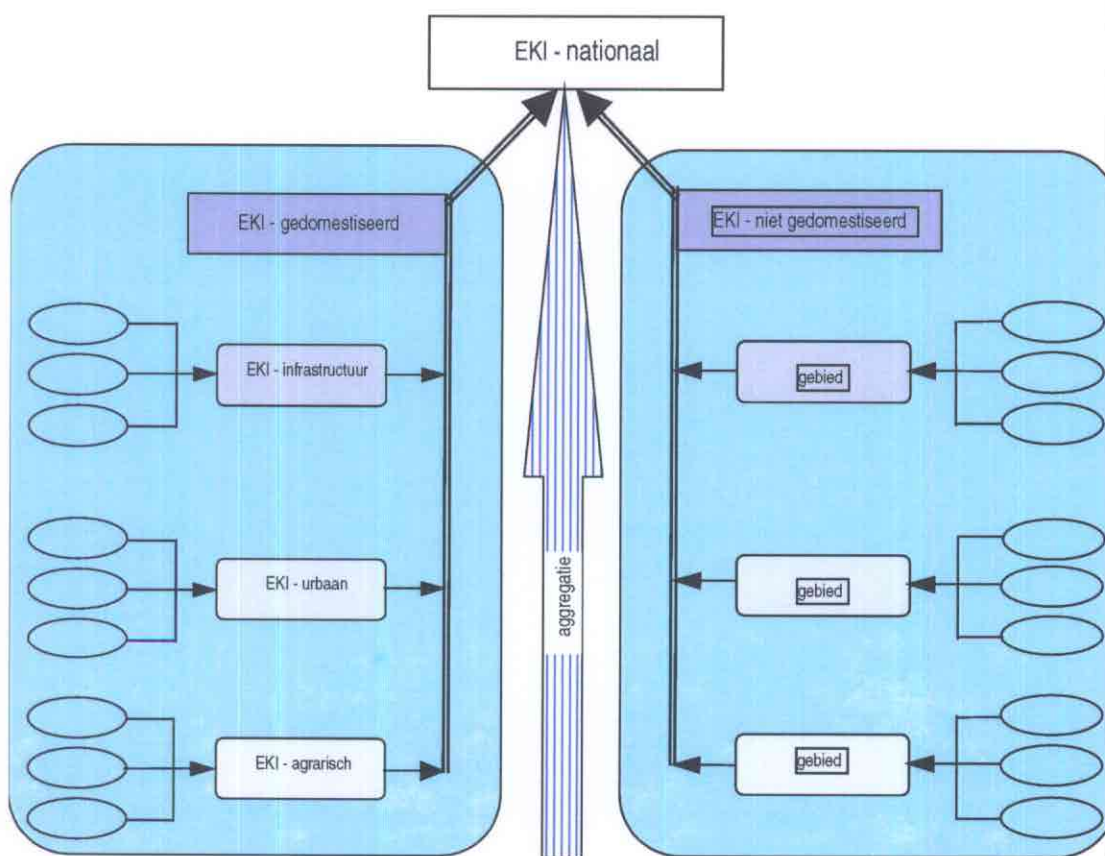 EKI - nationaal
EKI - gedomestiseerd
EKI - niet gedomestiseerd
EKI - infrastructuur
gebied
EKI - urbaan
gebied
aggregatie
EKI - agrarisch
gebied